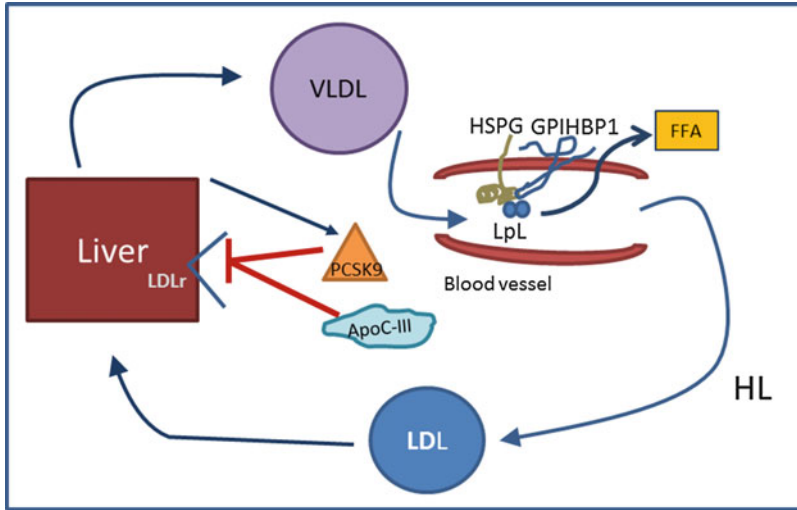 VLDL
HSPG GPIHBP1
FFA
LpL
Blood vessel
Liver
LDLr
PCSK9
ApoC-III
HL
LDL